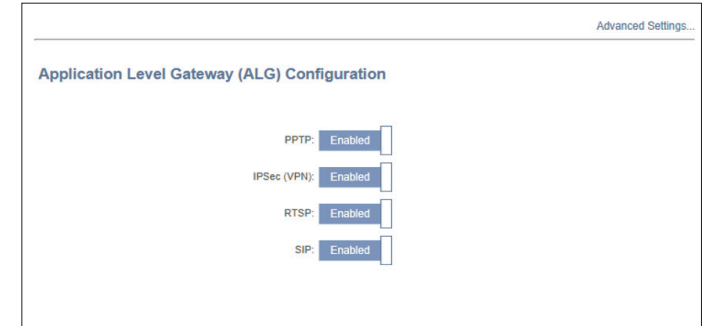 Advanced Settings...
Application Level Gateway (ALG) Configuration
PPTP: Enabled
IPSec (VPN): Enabled
RTSP: Enabled
SIP: Enabled